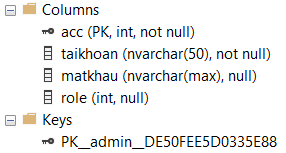 Columns
acc (PK, int, not null)
taikhoan (nvarchar(50), not null)
matkhau (nvarchar(max), null)
role (int, null)
Keys
PK__admin__DE50FEE5D0335E88